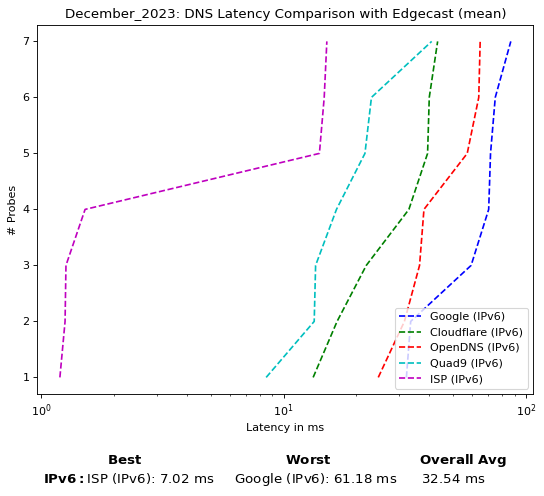 December_2023: DNS Latency Comparison with Edgecast (mean)
7
6
5
4
3
2
1
# Probes
10⁰
10¹
10²
Latency in ms
Google (IPv6)
Cloudflare (IPv6)
OpenDNS (IPv6)
Quad9 (IPv6)
ISP (IPv6)
Best Worst Overall Avg
IPv6: ISP (IPv6): 7.02 ms Google (IPv6): 61.18 ms 32.54 ms